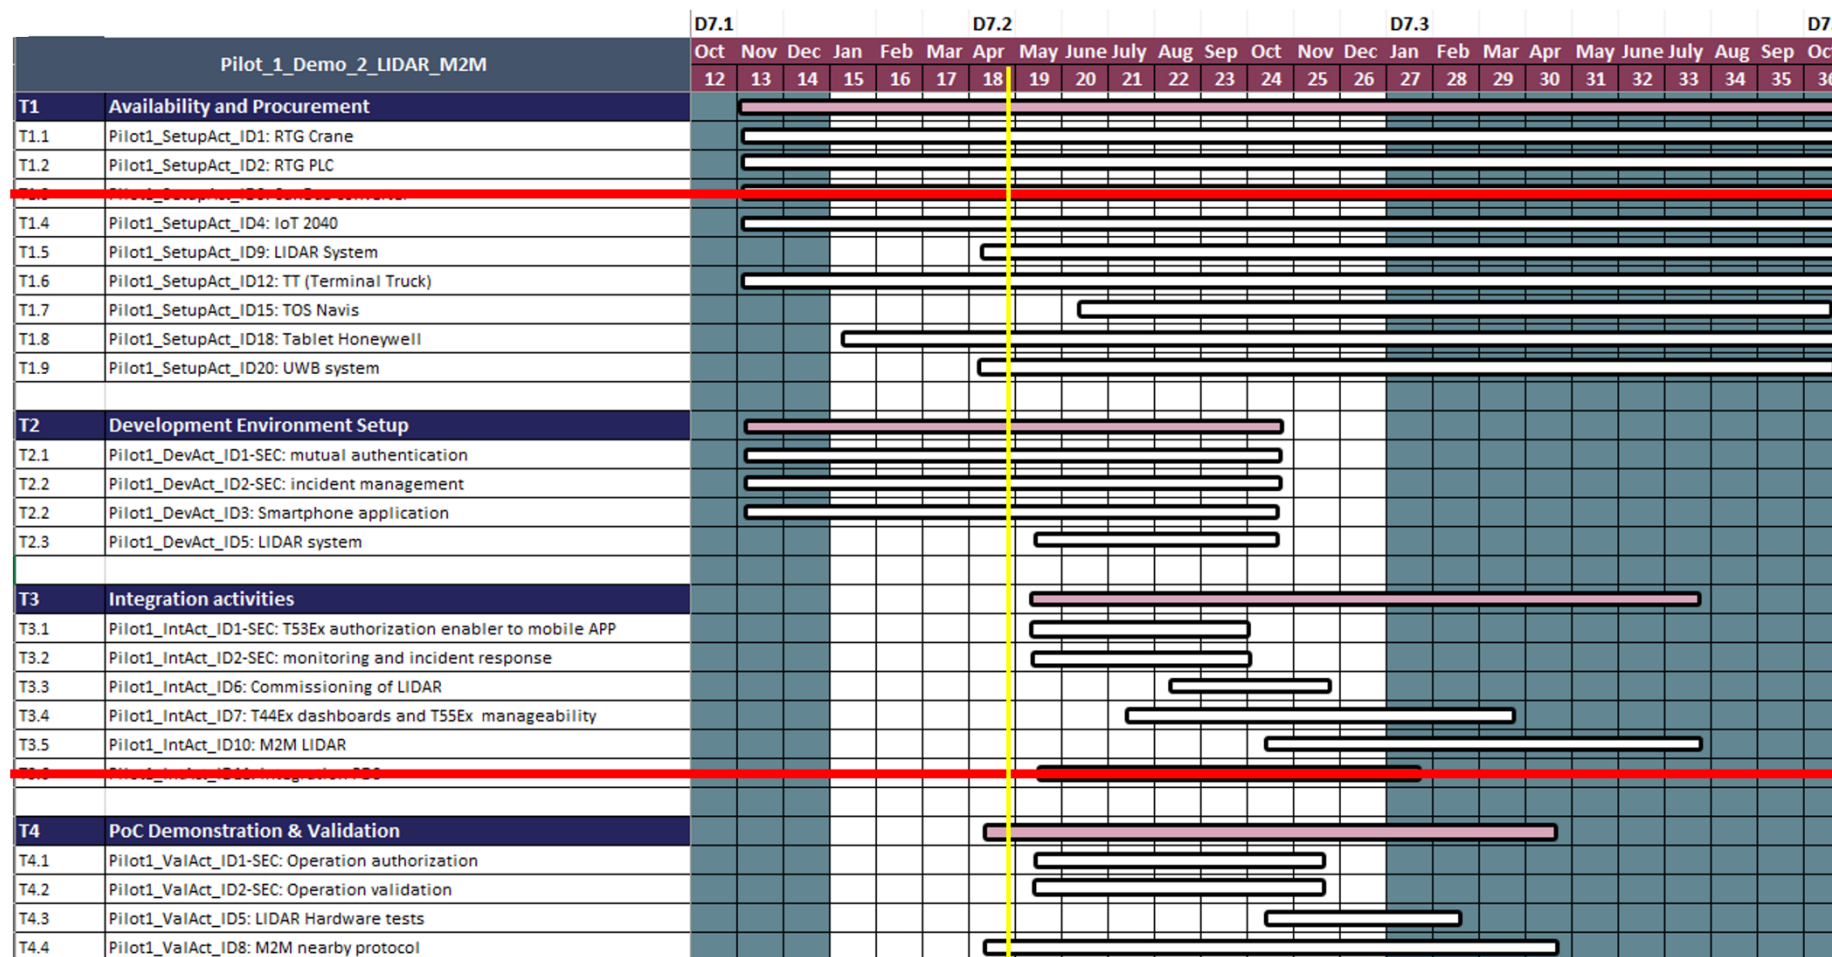 D7.1 D7.2 D7.3 D7.
Pilot_1_Demo_2_LIDAR_M2M
Oct Nov Dec Jan Feb Mar Apr May June July Aug Sep Oct Nov Dec Jan Feb Mar Apr May June July Aug Sep Oc
12 13 14 15 16 17 18 19 20 21 22 23 24 25 26 27 28 29 30 31 32 33 34 35 36
T1 Availability and Procurement
T1.1 Pilot1_SetupAct_ID1: RTG Crane
T1.2 Pilot1_SetupAct_ID2: RTG PLC
T1.4 Pilot1_SetupAct_ID4: IoT 2040
T1.5 Pilot1_SetupAct_ID9: LIDAR System
T1.6 Pilot1_SetupAct_ID12: TT (Terminal Truck)
T1.7 Pilot1_SetupAct_ID15: TOS Navis
T1.8 Pilot1_SetupAct_ID18: Tablet Honeywell
T1.9 Pilot1_SetupAct_ID20: UWB system
T2 Development Environment Setup
T2.1 Pilot1_DevAct_ID1-SEC: mutual authentication
T2.2 Pilot1_DevAct_ID2-SEC: incident management
T2.2 Pilot1_DevAct_ID3: Smartphone application
T2.3 Pilot1_DevAct_ID5: LIDAR system
T3 Integration activities
T3.1 Pilot1_IntAct_ID1-SEC: T53Ex authorization enabler to mobile APP
T3.2 Pilot1_IntAct_ID2-SEC: monitoring and incident response
T3.3 Pilot1_IntAct_ID6: Commissioning of LIDAR
T3.4 Pilot1_IntAct_ID7: T44Ex dashboards and T55Ex manageability
T3.5 Pilot1_IntAct_ID10: M2M LIDAR
T4 PoC Demonstration & Validation
T4.1 Pilot1_ValAct_ID1-SEC: Operation authorization
T4.2 Pilot1_ValAct_ID2-SEC: Operation validation
T4.3 Pilot1_ValAct_ID5: LIDAR Hardware tests
T4.4 Pilot1_ValAct_ID8: M2M nearby protocol